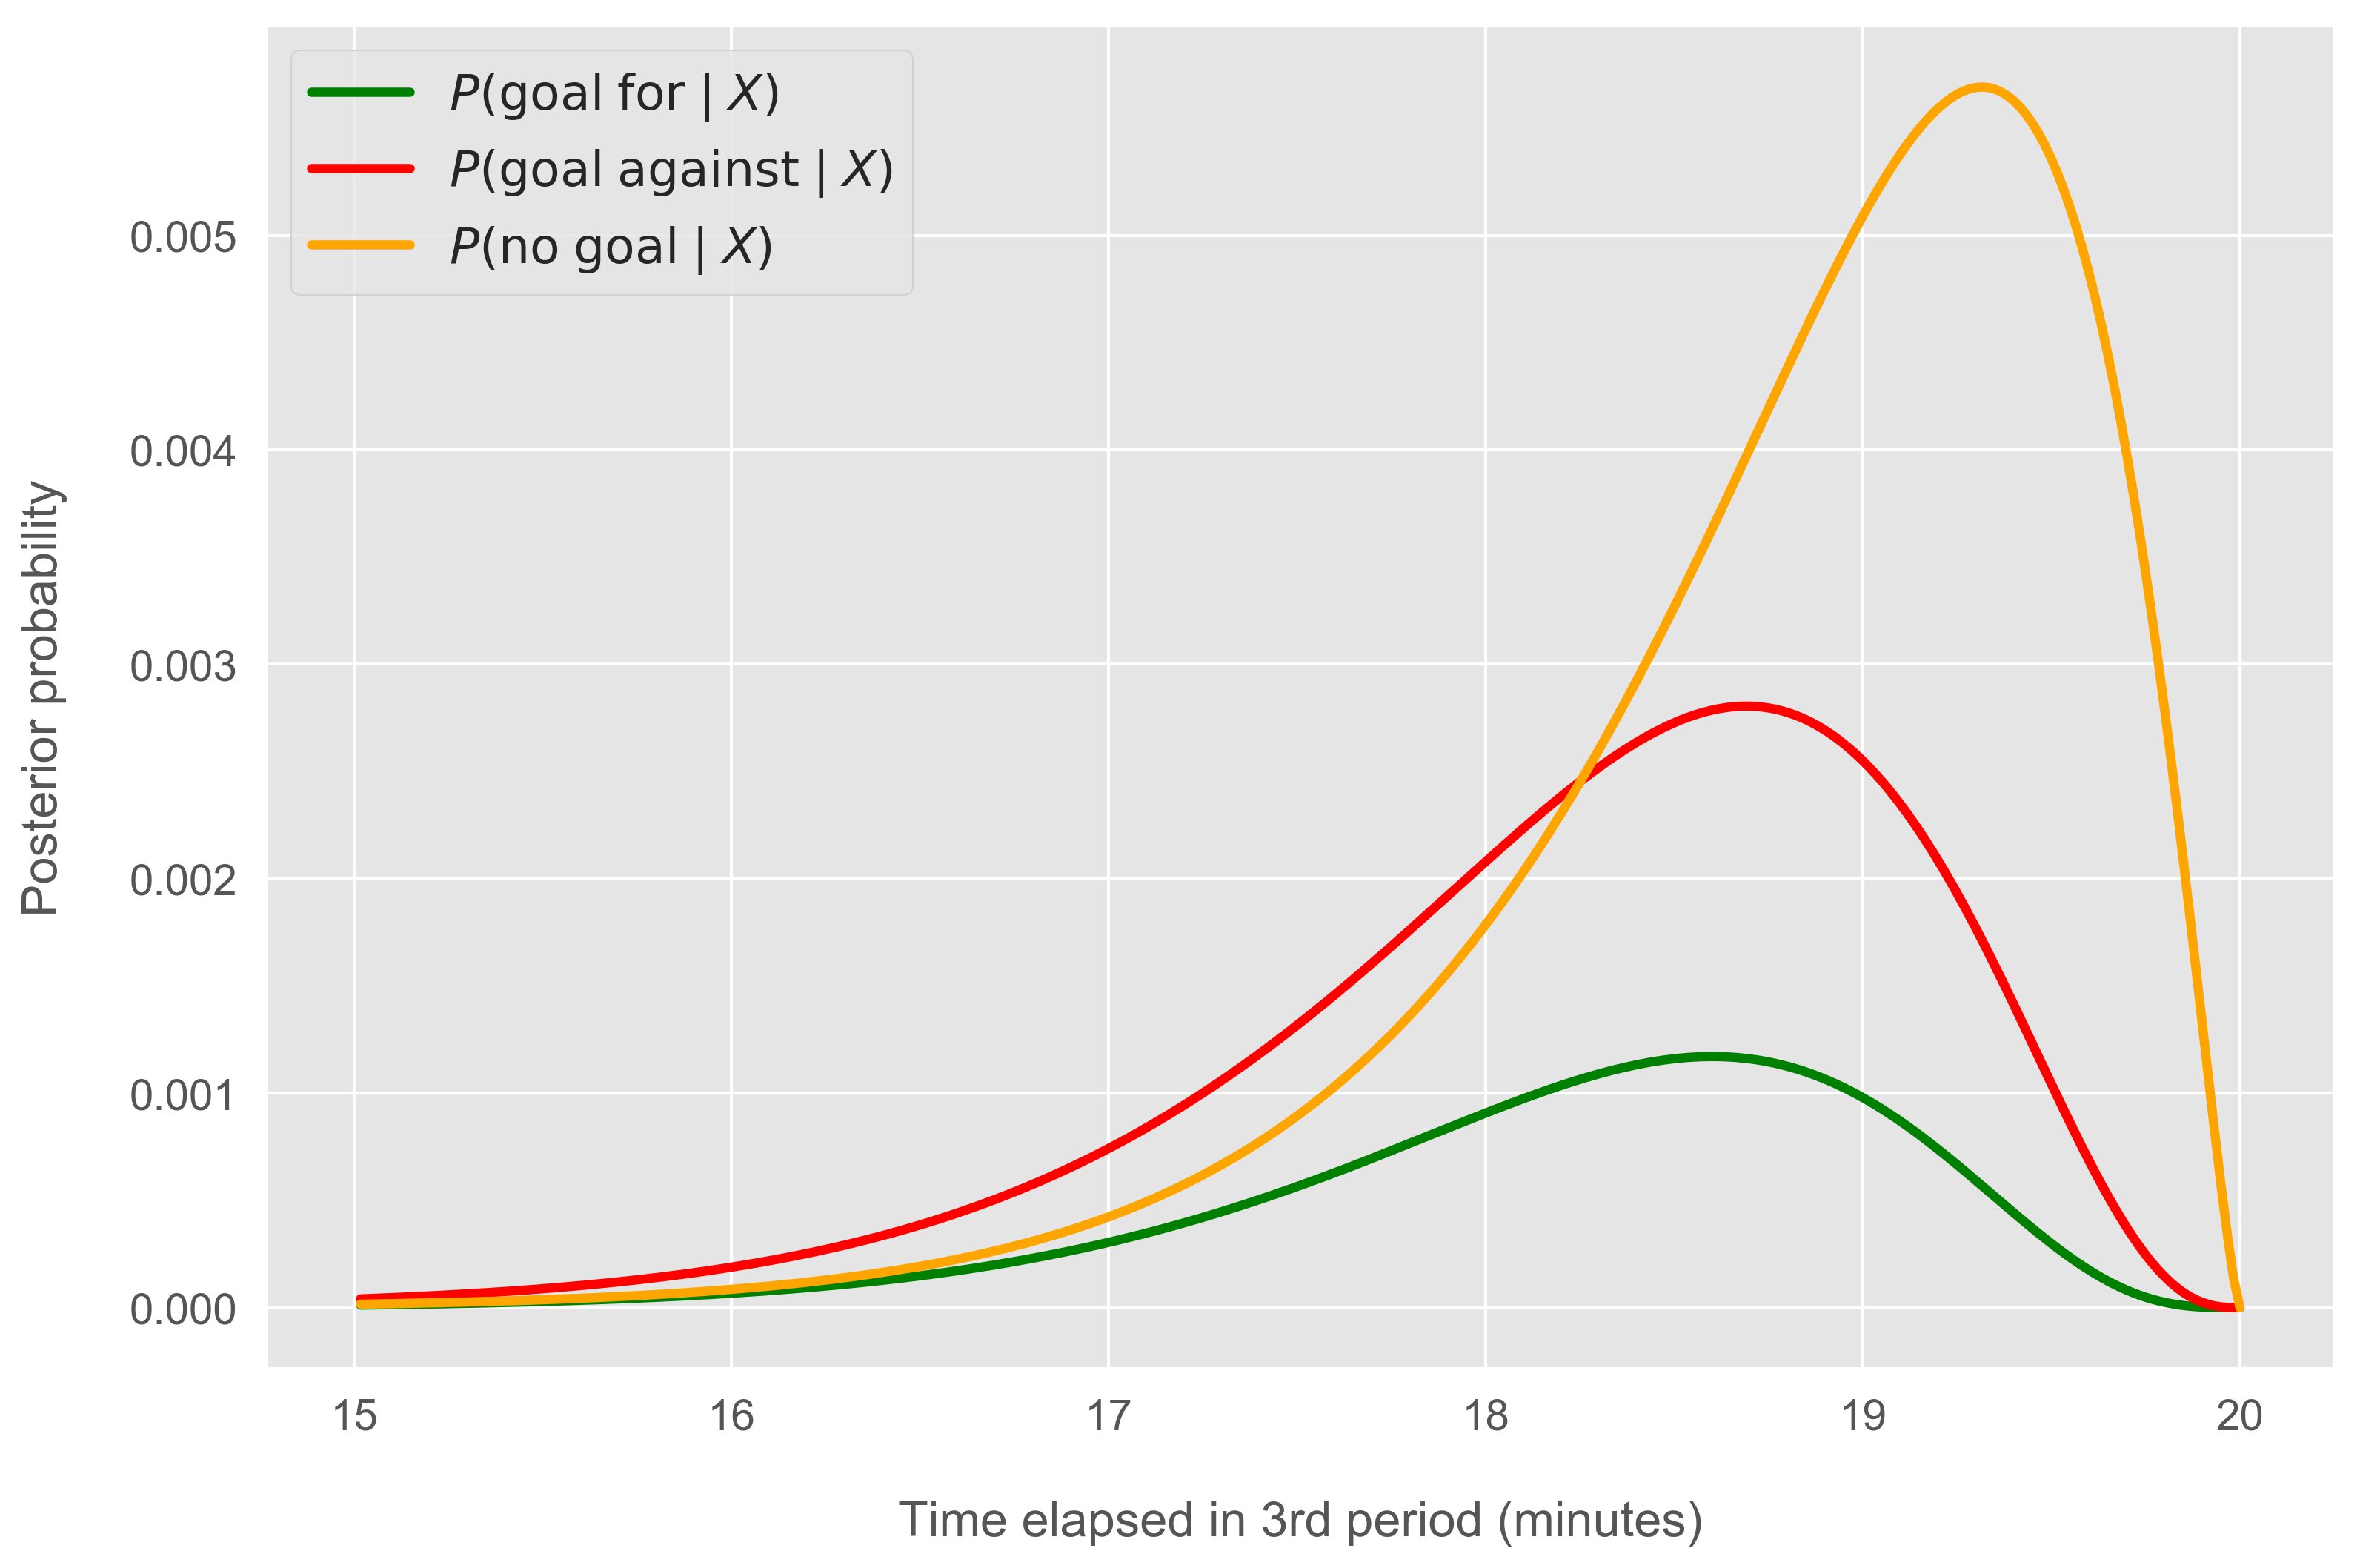 P(goal for | X)
P(goal against | X)
P(no goal | X)
Posterior probability
0.005
0.004
0.003
0.002
0.001
0.000
15 16 17 18 19 20
Time elapsed in 3rd period (minutes)